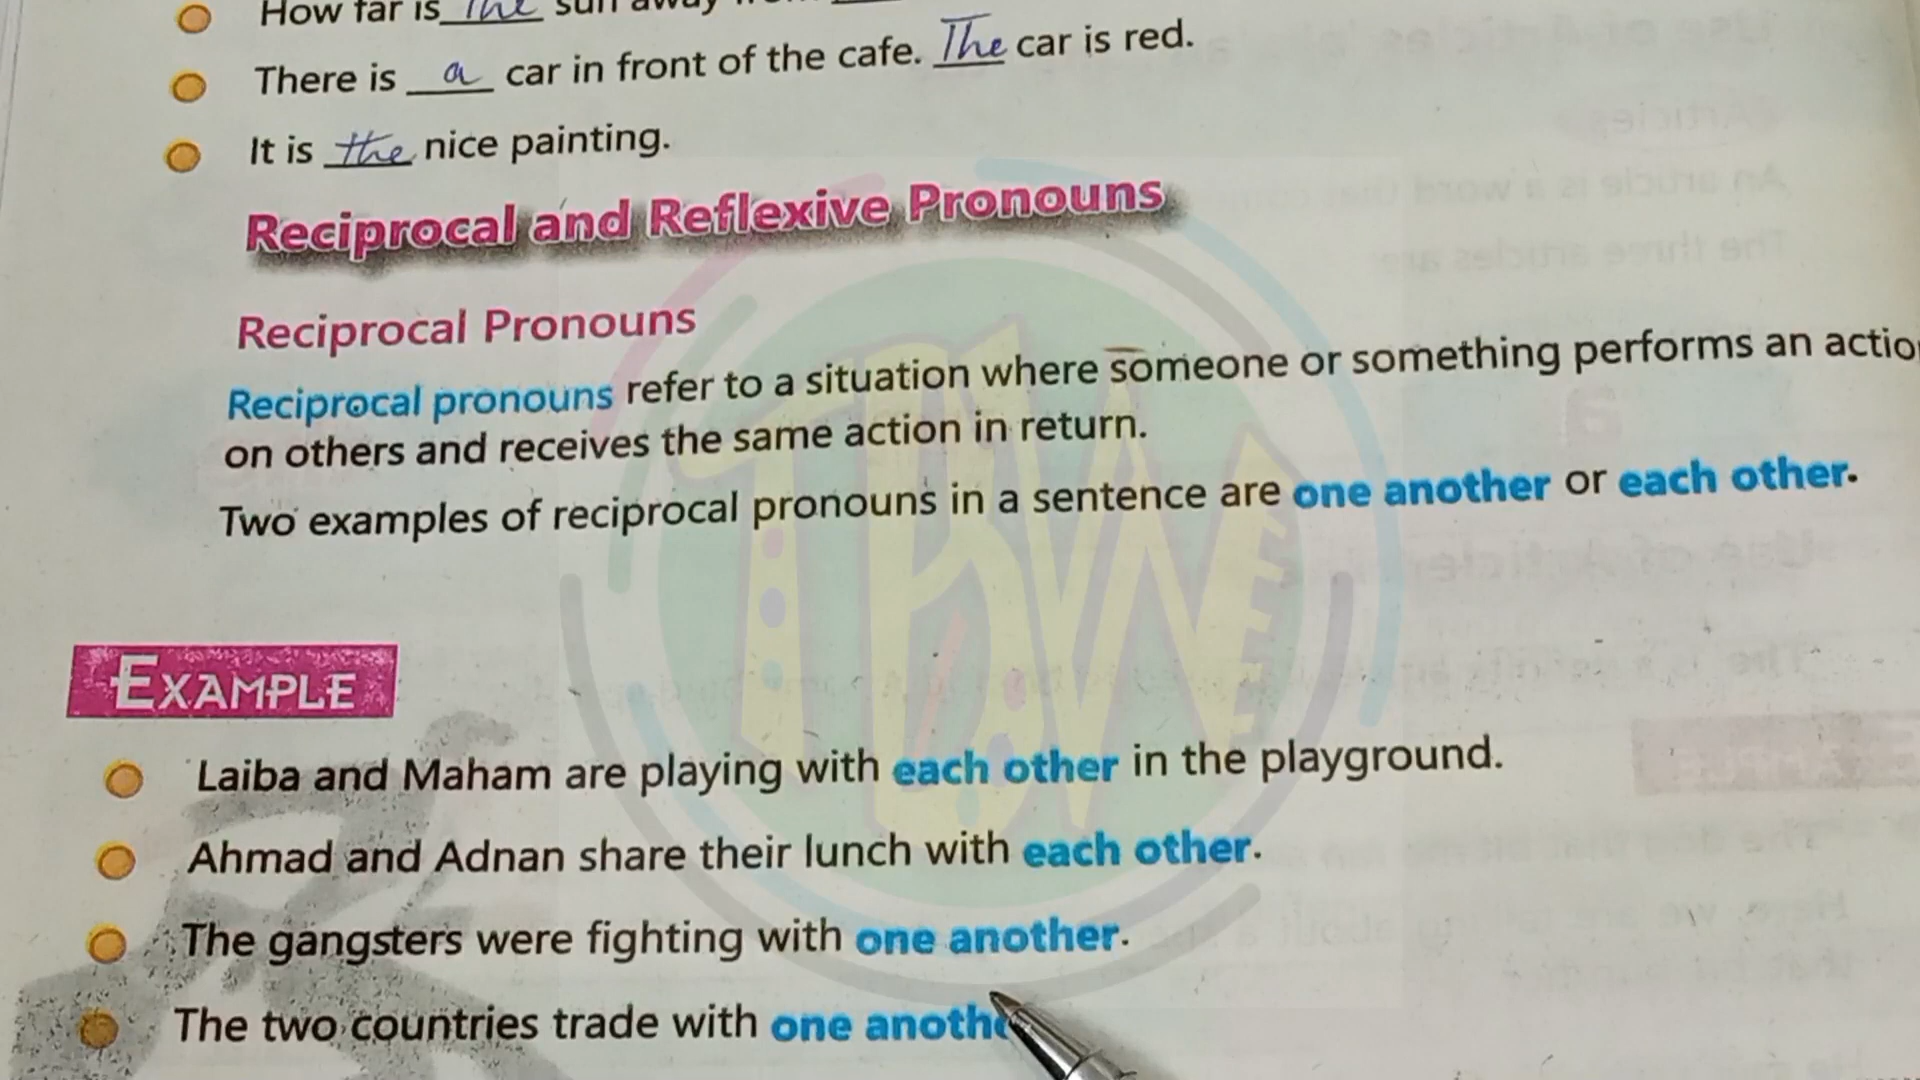 How far is the sun away
There is a car in front of the cafe. The car is red.
It is the nice painting.
Reciprocal and Reflexive Pronouns
Reciprocal Pronouns
Reciprocal pronouns refer to a situation where someone or something performs an actio
on others and receives the same action in return.
Two examples of reciprocal pronouns in a sentence are one another or each other.
EXAMPLE
Laiba and Maham are playing with each other in the playground.
Ahmad and Adnan share their lunch with each other.
The gangsters were fighting with one another.
The two countries trade with one anoth
TBW